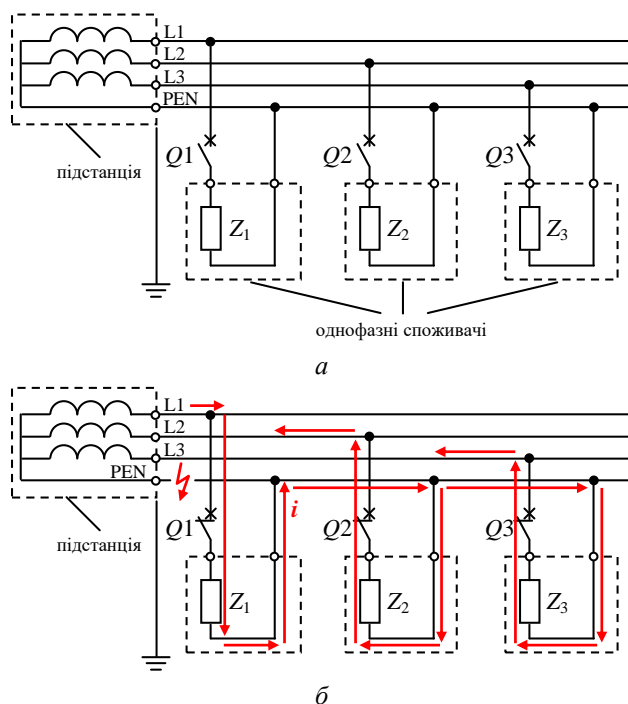 L1
L2
L3
PEN
підстанція
Q1
Q2
Q3
Z1
Z2
Z3
однофазні споживачі
а
L1
L2
L3
PEN
підстанція
Q1
i
Q2
Q3
Z1
Z2
Z3
б